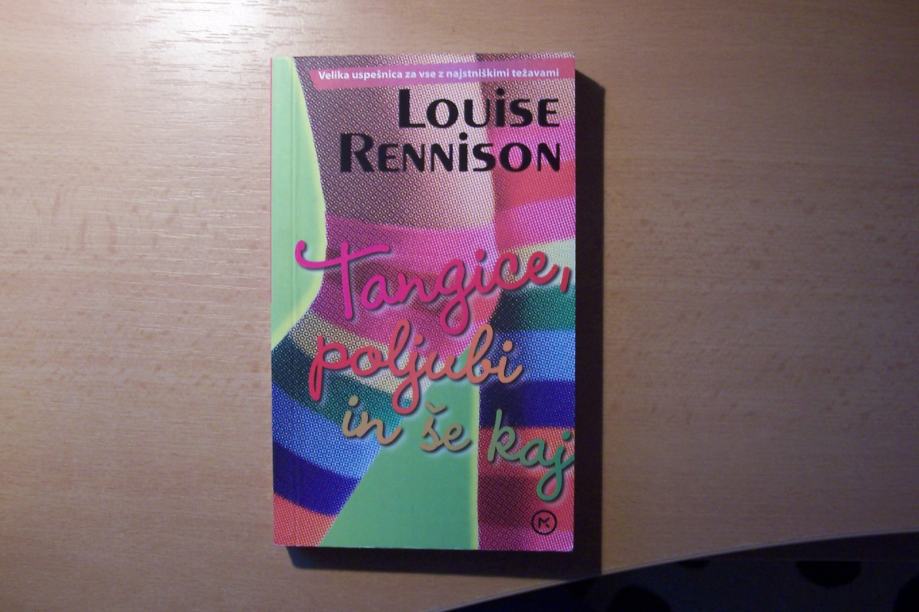 Velika uspešnica za vse z najstniškimi težavami
LOUiSE
RENNiSON
Tangice,
poljubi
in še kaj
M